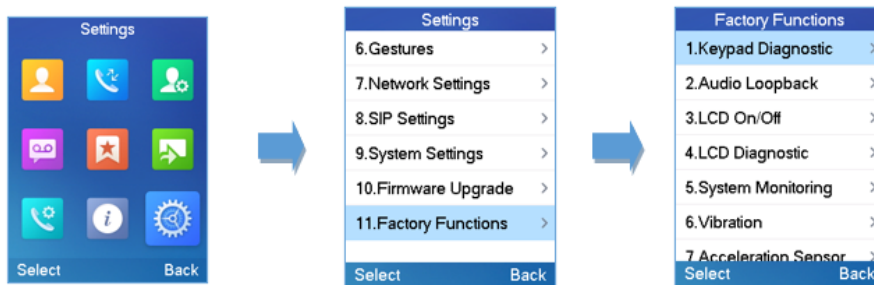 Settings
Select Back
Settings
6.Gestures
7.Network Settings
8.SIP Settings
9.System Settings
10.Firmware Upgrade
11.Factory Functions
Select Back
Factory Functions
1.Keypad Diagnostic
2.Audio Loopback
3.LCD On/Off
4.LCD Diagnostic
5.System Monitoring
6.Vibration
7.Acceleration Sensor
Select Back